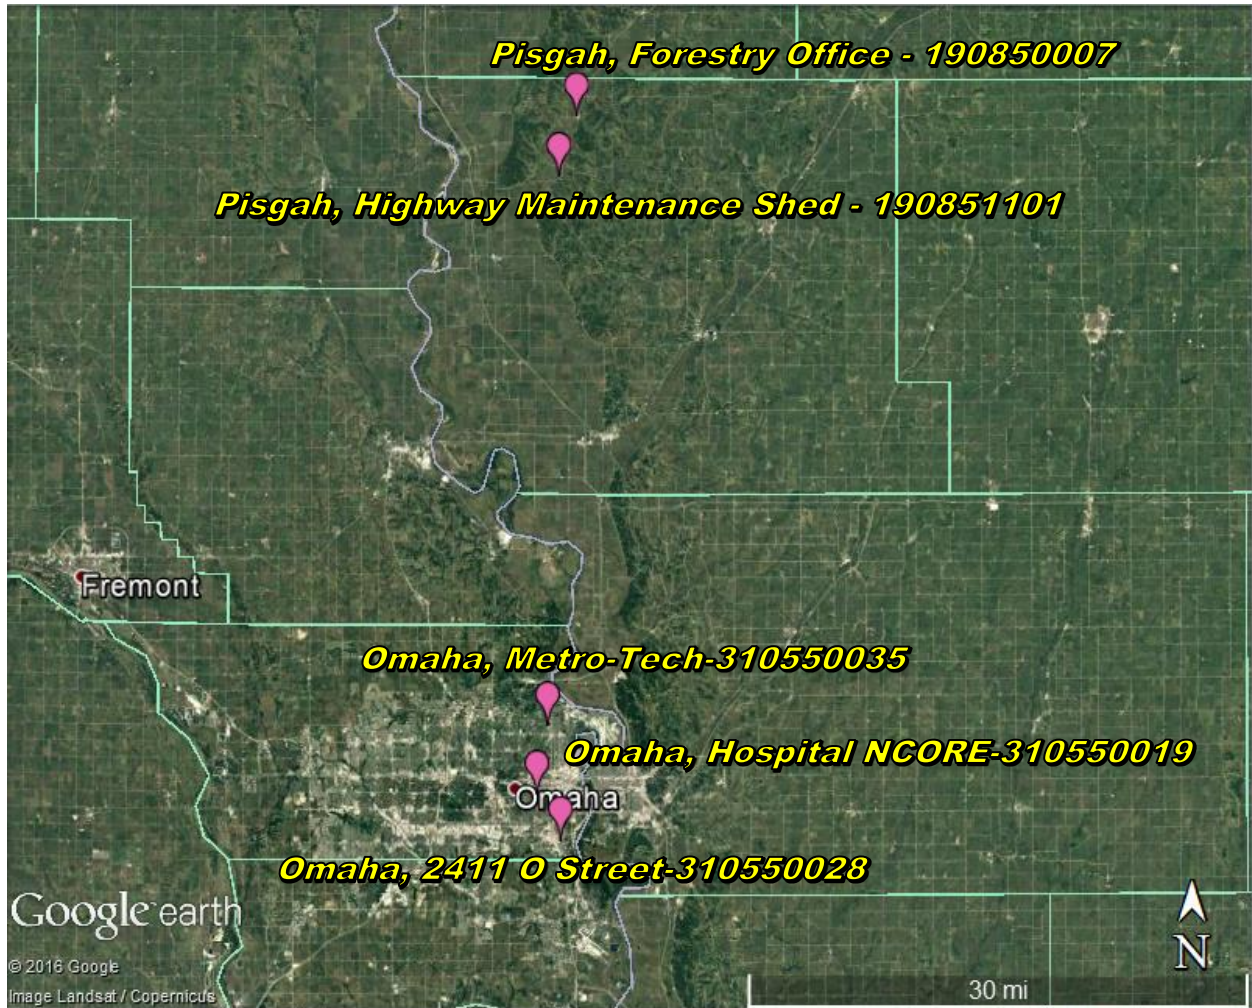 Pisgah, Forestry Office - 190850007
Pisgah, Highway Maintenance Shed - 190851101
Fremont
Omaha, Metro-Tech-310550035
Omaha, Hospital NCORE-310550019
Omaha
Omaha, 2411 O Street-310550028
Google earth
© 2016 Google
Image Landsat / Copernicus
N
30 mi